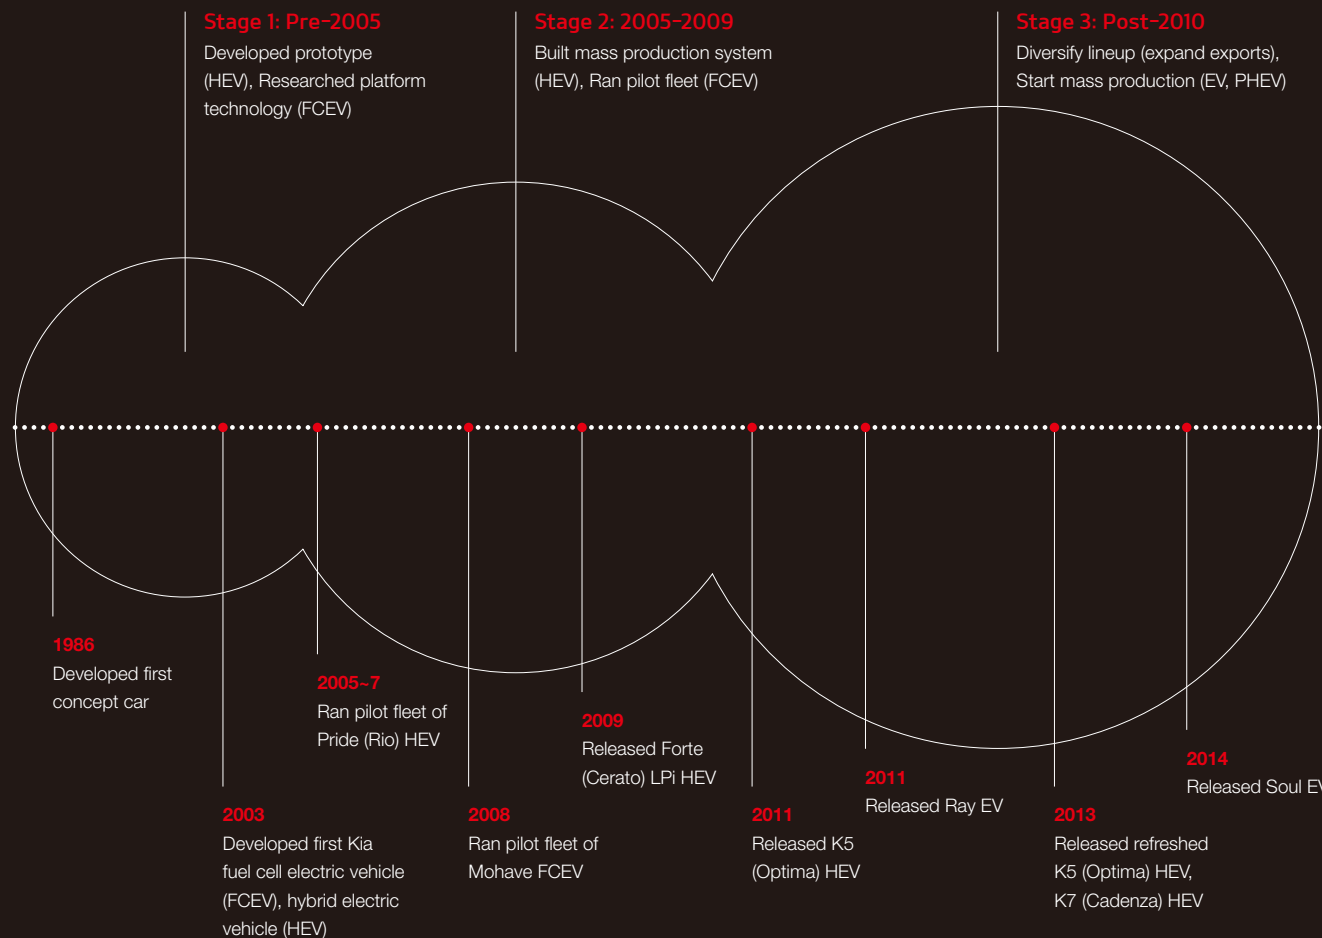 Stage 1: Pre-2005
Developed prototype
(HEV), Researched platform
technology (FCEV)
Stage 2: 2005-2009
Built mass production system
(HEV), Ran pilot fleet (FCEV)
Stage 3: Post-2010
Diversify lineup (expand exports),
Start mass production (EV, PHEV)
1986
Developed first
concept car
2003
Developed first Kia
fuel cell electric vehicle
(FCEV), hybrid electric
vehicle (HEV)
2005~7
Ran pilot fleet of
Pride (Rio) HEV
2008
Ran pilot fleet of
Mohave FCEV
2009
Released Forte
(Cerato) LPi HEV
2011
Released K5
(Optima) HEV
2011
Released Ray EV
2013
Released refreshed
K5 (Optima) HEV,
K7 (Cadenza) HEV
2014
Released Soul EV